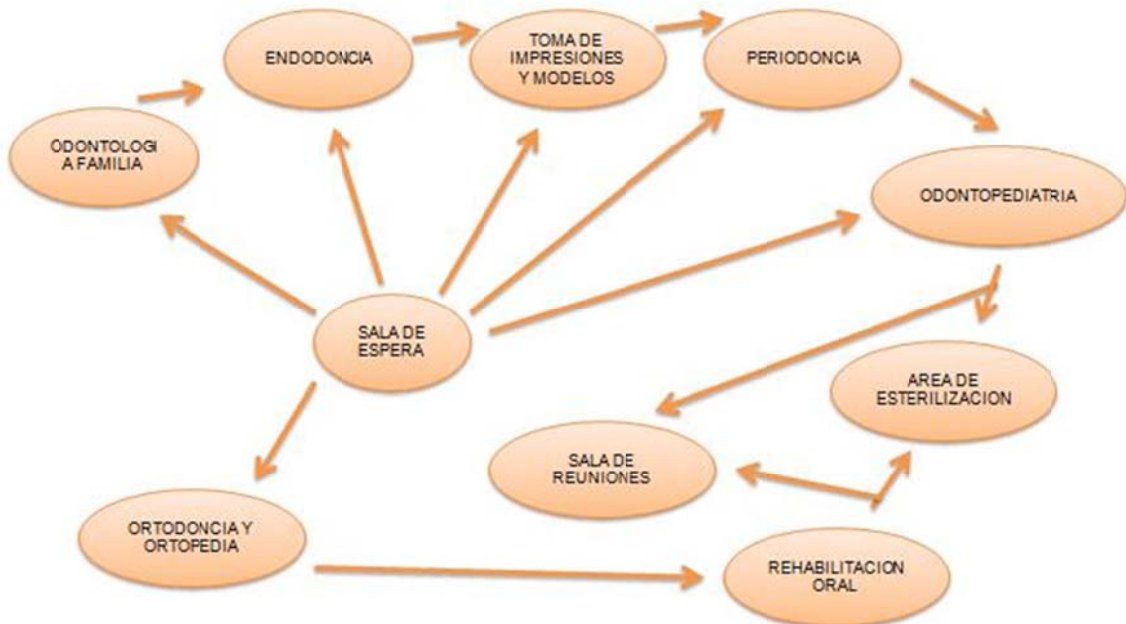 ENDODONCIA
TOMA DE
IMPRESIONES
Y MODELOS
PERIODONCIA
ODONTOLOGI
A FAMILIA
ODONTOPEDIATRIA
SALA DE
ESPERA
AREA DE
ESTERILIZACION
SALA DE
REUNIONES
ORTODONCIA Y
ORTOPEDIA
REHABILITACION
ORAL